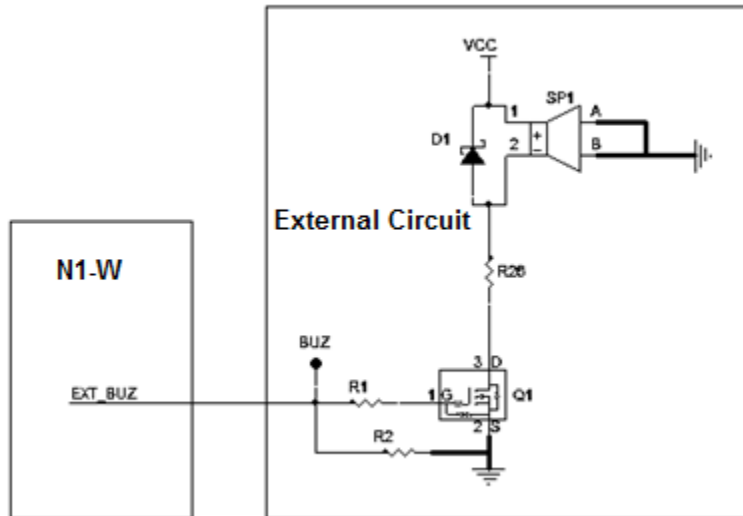 VCC
SP1
1
A
D1
+
2
-
B
External Circuit
N1-W
R26
BUZ
3 D
EXT_BUZ
R1
1 G
Q1
R2
2 S